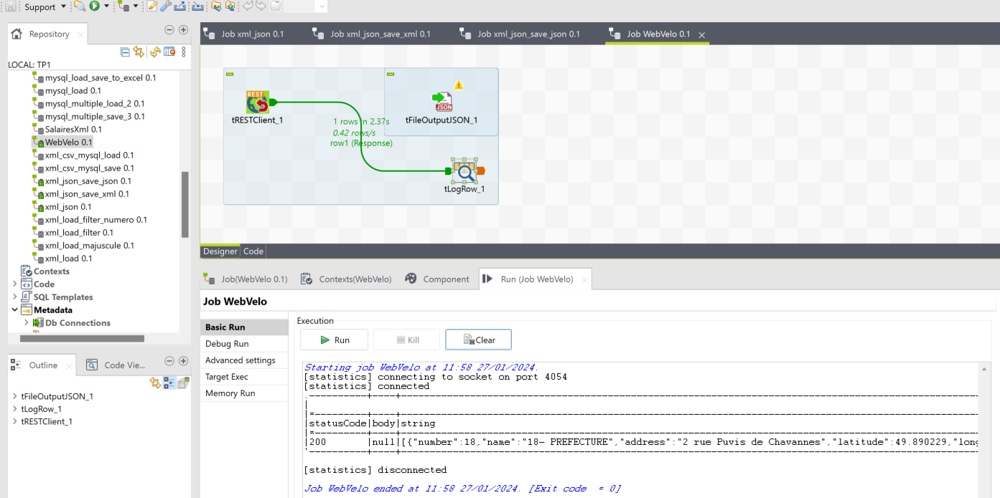 Support
Repository
Job xml_json 0.1
Job xml_json_save_xml 0.1
Job xml_json_save_json 0.1
Job WebVelo 0.1
LOCAL: TP1
mysql_load_save_to_excel 0.1
mysql_load 0.1
mysql_multiple_load_2 0.1
mysql_multiple_save_3 0.1
SalairesXml 0.1
WebVelo 0.1
xml_csv_mysql_load 0.1
xml_csv_mysql_save 0.1
xml_json_save_json 0.1
xml_json_save_xml 0.1
xml_json 0.1
xml_load_filter_numero 0.1
xml_load_filter 0.1
xml_load_majuscule 0.1
xml_load 0.1
Contexts
Code
SQL Templates
Metadata
Db Connections
REST
tRESTClient_1
JSON
tFileOutputJSON_1
1 rows in 2.37s
0.42 rows/s
row1 (Response)
tLogRow_1
Designer
Code
Job(WebVelo 0.1)
Contexts(WebVelo)
Component
Run (Job WebVelo)
Job WebVelo
Basic Run
Debug Run
Advanced settings
Target Exec
Memory Run
Execution
Run
Kill
Clear
Starting job WebVelo at 11:58 27/01/2024.
[statistics] connecting to socket on port 4054
[statistics] connected
.----------+----+----------
|
|=---------+----+----------
|statusCode|body|string
|=---------+----+----------
|200       |null|[{"number":18,"name":"18- PREFECTURE","address":"2 rue Puvis de Chavannes","latitude":49.890229,"long
'----------+----+----------
[statistics] disconnected
Job WebVelo ended at 11:58 27/01/2024. [Exit code  = 0]
Outline
Code Vie...
tFileOutputJSON_1
tLogRow_1
tRESTClient_1